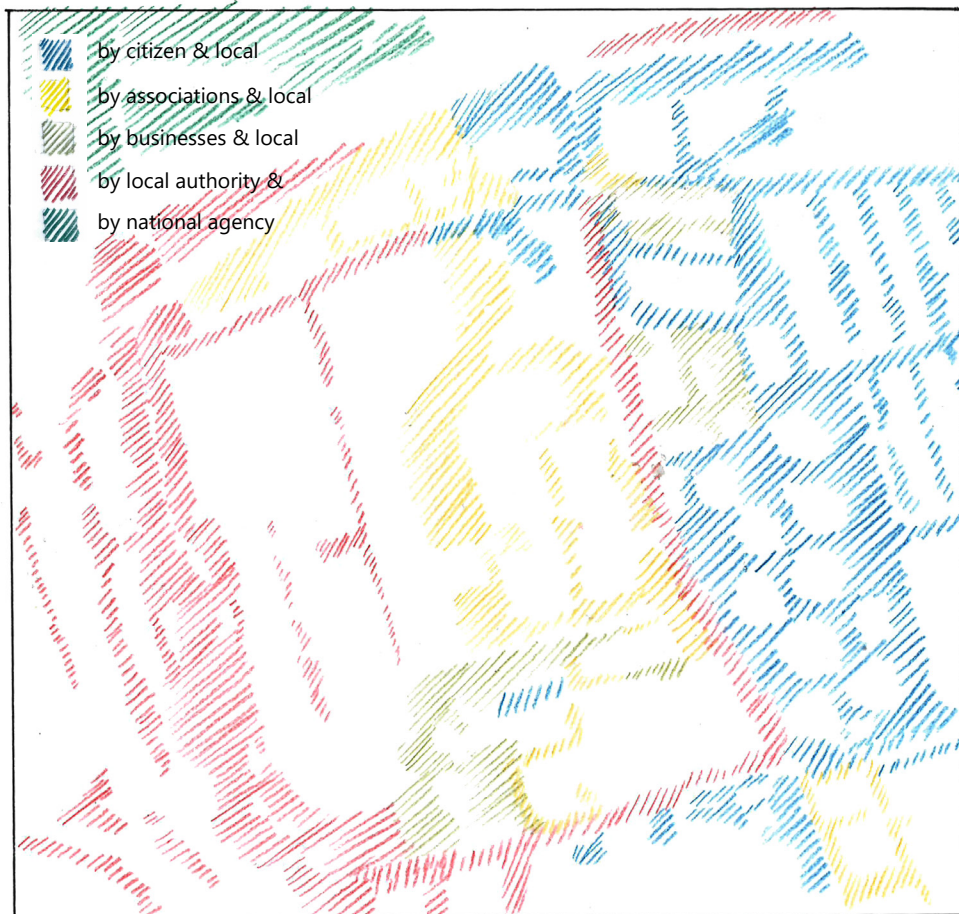 by citizen & local
by associations & local
by businesses & local
by local authority &
by national agency